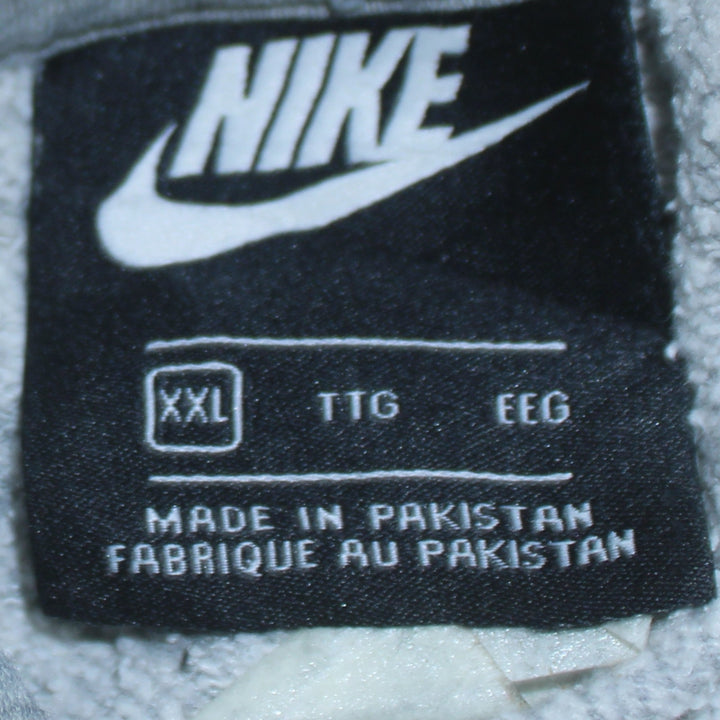 NIKE
XXL TTG EEG
MADE IN PAKISTAN
FABRIQUE AU PAKISTAN